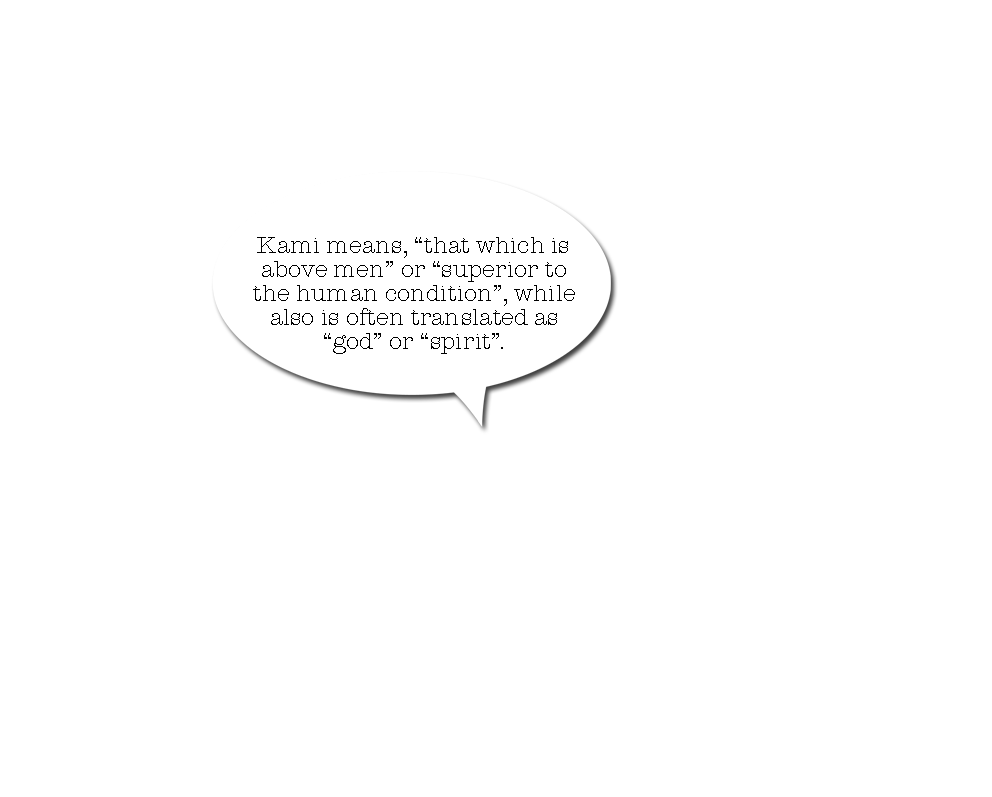 Kami means, “that which is
above men” or “superior to
the human condition”, while
also is often translated as
“god” or “spirit”.